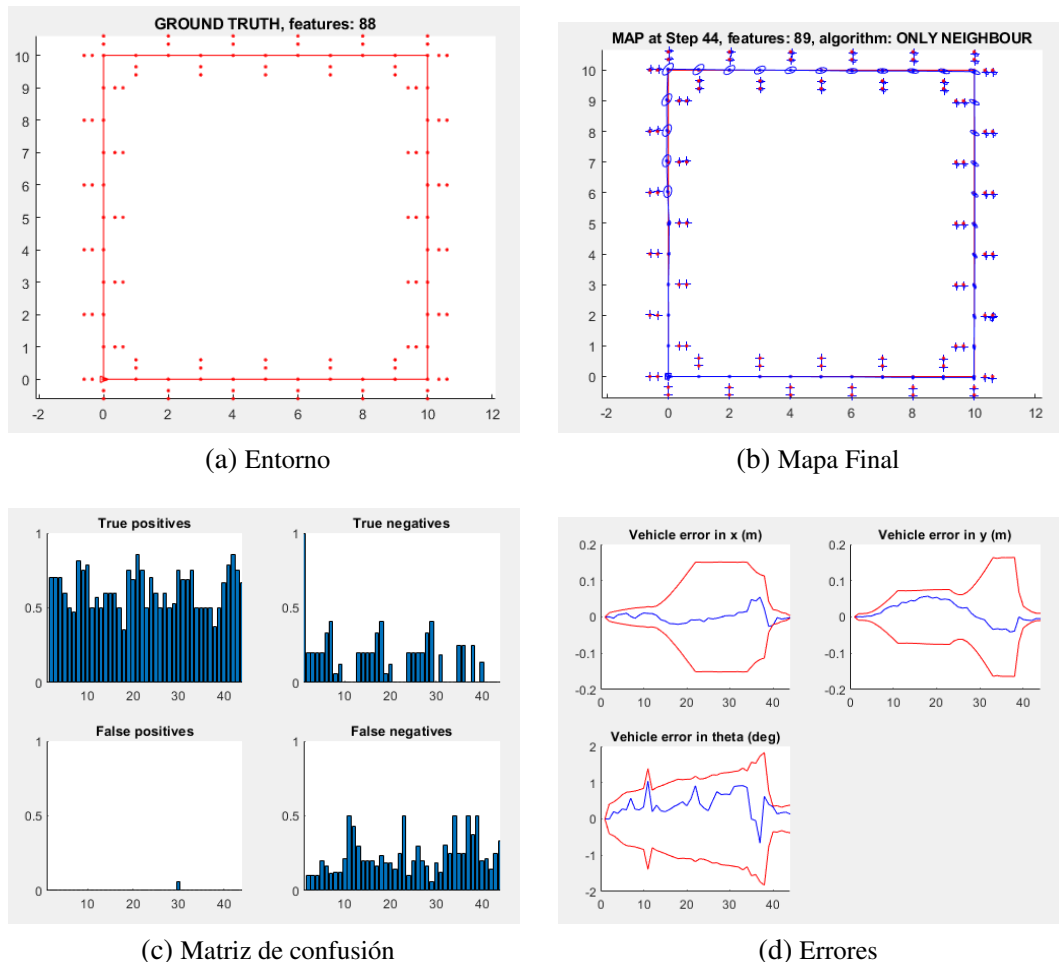 GROUND TRUTH, features: 88
10
9
8
7
6
5
4
3
2
1
0
-2 0 2 4 6 8 10 12
(a) Entorno
MAP at Step 44, features: 89, algorithm: ONLY NEIGHBOUR
10
9
8
7
6
5
4
3
2
1
0
-2 0 2 4 6 8 10 12
(b) Mapa Final
True positives
1
0.5
0
10 20 30 40
True negatives
1
0.5
0
10 20 30 40
False positives
1
0.5
0
10 20 30 40
False negatives
1
0.5
0
10 20 30 40
(c) Matriz de confusión
Vehicle error in x (m)
0.2
0.1
0
-0.1
-0.2
0 10 20 30 40
Vehicle error in y (m)
0.2
0.1
0
-0.1
-0.2
0 10 20 30 40
Vehicle error in theta (deg)
2
1
0
-1
-2
0 10 20 30 40
(d) Errores